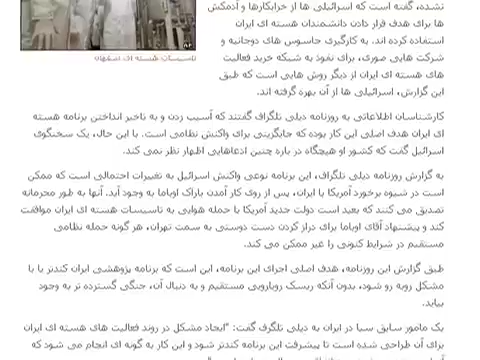 نشده، گفته است که اسرائیلی ها از خرابکارها و آدمکش
ها برای هدف قرار دادن دانشمندان هسته ای ایران
استفاده کرده اند. به کارگیری جاسوس های دوجانبه و
شرکت هایی صوری، برای نفوذ به شبکه خرید فعالیت
های هسته ای ایران از دیگر روش هایی است که طبق
این گزارش، اسرائیلی ها از آن بهره گرفته اند.
AP
تاسیسات هسته ای اصفهان
کارشناسان اطلاعاتی به روزنامه دیلی تلگراف گفتند که آسیب زدن و به تاخیر انداختن برنامه هسته
ای ایران هدف اصلی این کار بوده که جایگزینی برای واکنش نظامی است. با این حال، یک سخنگوی
اسرائیل گفت که کشور او هیچگاه در باره چنین ادعاهایی اظهار نظر نمی کند.
به گزارش روزنامه دیلی تلگراف، این برنامه نوعی واکنش اسرائیل به تغییرات احتمالی است که ممکن
است در شیوه برخورد آمریکا با ایران، پس از روی کار آمدن باراک اوباما به وجود آید. آنها به طور محرمانه
تصدیق می کنند که بعید است دولت جدید آمریکا با حمله هوایی به تاسیسات هسته ای ایران موافقت
کند و پیشنهاد آقای اوباما برای دراز کردن دست دوستی به سمت تهران، هر گونه حمله نظامی
مستقیم در شرایط کنونی را غیر ممکن می کند.
طبق گزارش این روزنامه، هدف اصلی اجرای این برنامه، این است که برنامه پژوهشی ایران کندتر یا با
مشکل روبه رو شود، بدون آنکه ریسک رویارویی مستقیم و به دنبال آن، جنگی گسترده تر به وجود
بیاید.
یک مامور سابق سیا در ایران به دیلی تلگراف گفت: "ایجاد مشکل در روند فعالیت های هسته ای ایران
برای آن طراحی شده است تا پیشرفت این برنامه کندتر شود و این کار به گونه ای انجام می شود که